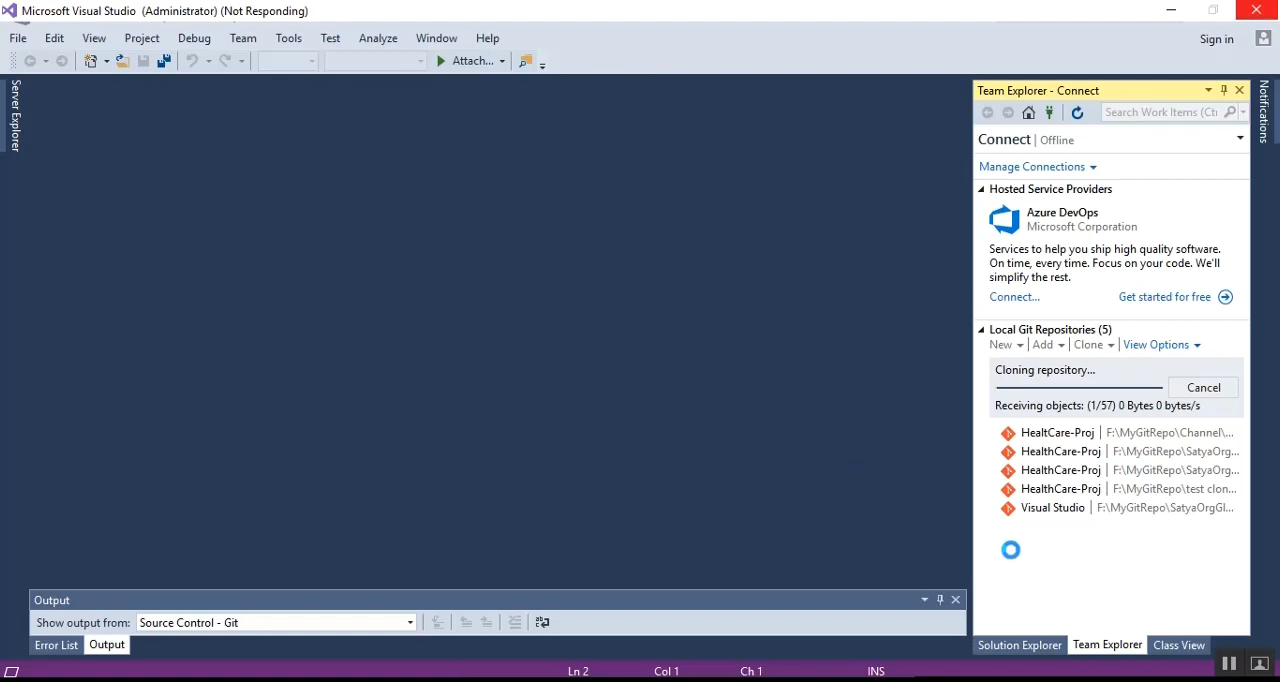 Microsoft Visual Studio (Administrator) (Not Responding)
File Edit View Project Debug Team Tools Test Analyze Window Help
Sign in
Attach...
Server Explorer
Notifications
Team Explorer - Connect
Search Work Items (Ctrl
Connect | Offline
Manage Connections
Hosted Service Providers
Azure DevOps
Microsoft Corporation
Services to help you ship high quality software.
On time, every time. Focus on your code. We'll
simplify the rest.
Connect... Get started for free
Local Git Repositories (5)
New | Add | Clone | View Options
Cloning repository...
Cancel
Receiving objects: (1/57) 0 Bytes 0 bytes/s
HealtCare-Proj | F:\MyGitRepo\Channel\...
HealthCare-Proj | F:\MyGitRepo\SatyaOrg...
HealthCare-Proj | F:\MyGitRepo\SatyaOrg...
HealthCare-Proj | F:\MyGitRepo\test clon...
Visual Studio | F:\MyGitRepo\SatyaOrgGl...
Output
Show output from: Source Control - Git
Error List Output
Solution Explorer Team Explorer Class View
Ln 2 Col 1 Ch 1 INS